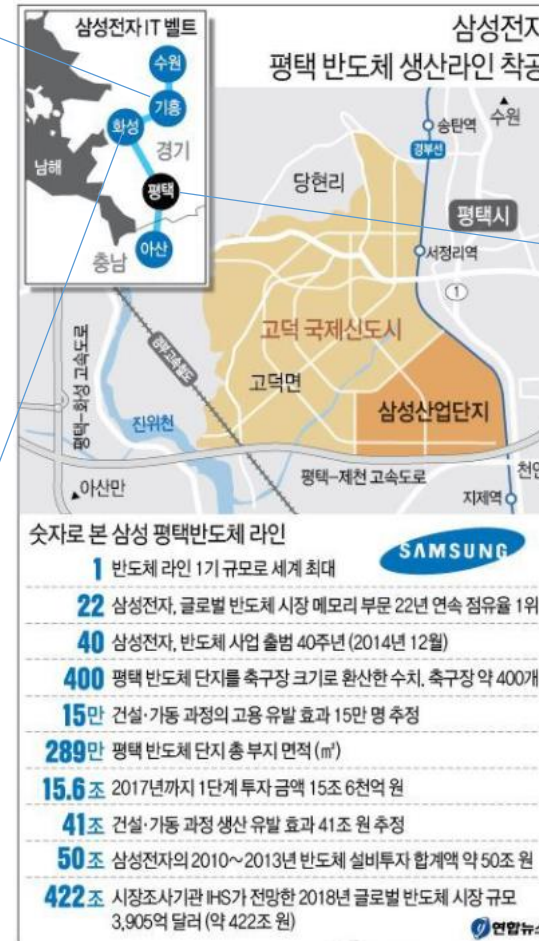 삼성전자 IT 벨트
수원
기흥
화성
경기
남해
평택
충남
아산
삼성전자
평택 반도체 생산라인 착공
송탄역
수원
경부선
당현리
평택시
서정리역
1
고덕 국제신도시
고덕면
경부고속철도
평택-화성 고속도로
진위천
삼성산업단지
아산만
평택-제천 고속도로
천안
지제역
숫자로 본 삼성 평택반도체 라인
SAMSUNG
1 반도체 라인 1기 규모로 세계 최대
22 삼성전자, 글로벌 반도체 시장 메모리 부문 22년 연속 점유율 1위
40 삼성전자, 반도체 사업 출범 40주년 (2014년 12월)
400 평택 반도체 단지를 축구장 크기로 환산한 수치. 축구장 약 400개
15만 건설·가동 과정의 고용 유발 효과 15만 명 추정
289만 평택 반도체 단지 총 부지 면적 (㎡)
15.6조 2017년까지 1단계 투자 금액 15조 6천억 원
41조 건설·가동 과정 생산 유발 효과 41조 원 추정
50조 삼성전자의 2010~2013년 반도체 설비투자 합계액 약 50조 원
422조 시장조사기관 IHS가 전망한 2018년 글로벌 반도체 시장 규모
3,905억 달러 (약 422조 원)
연합뉴스